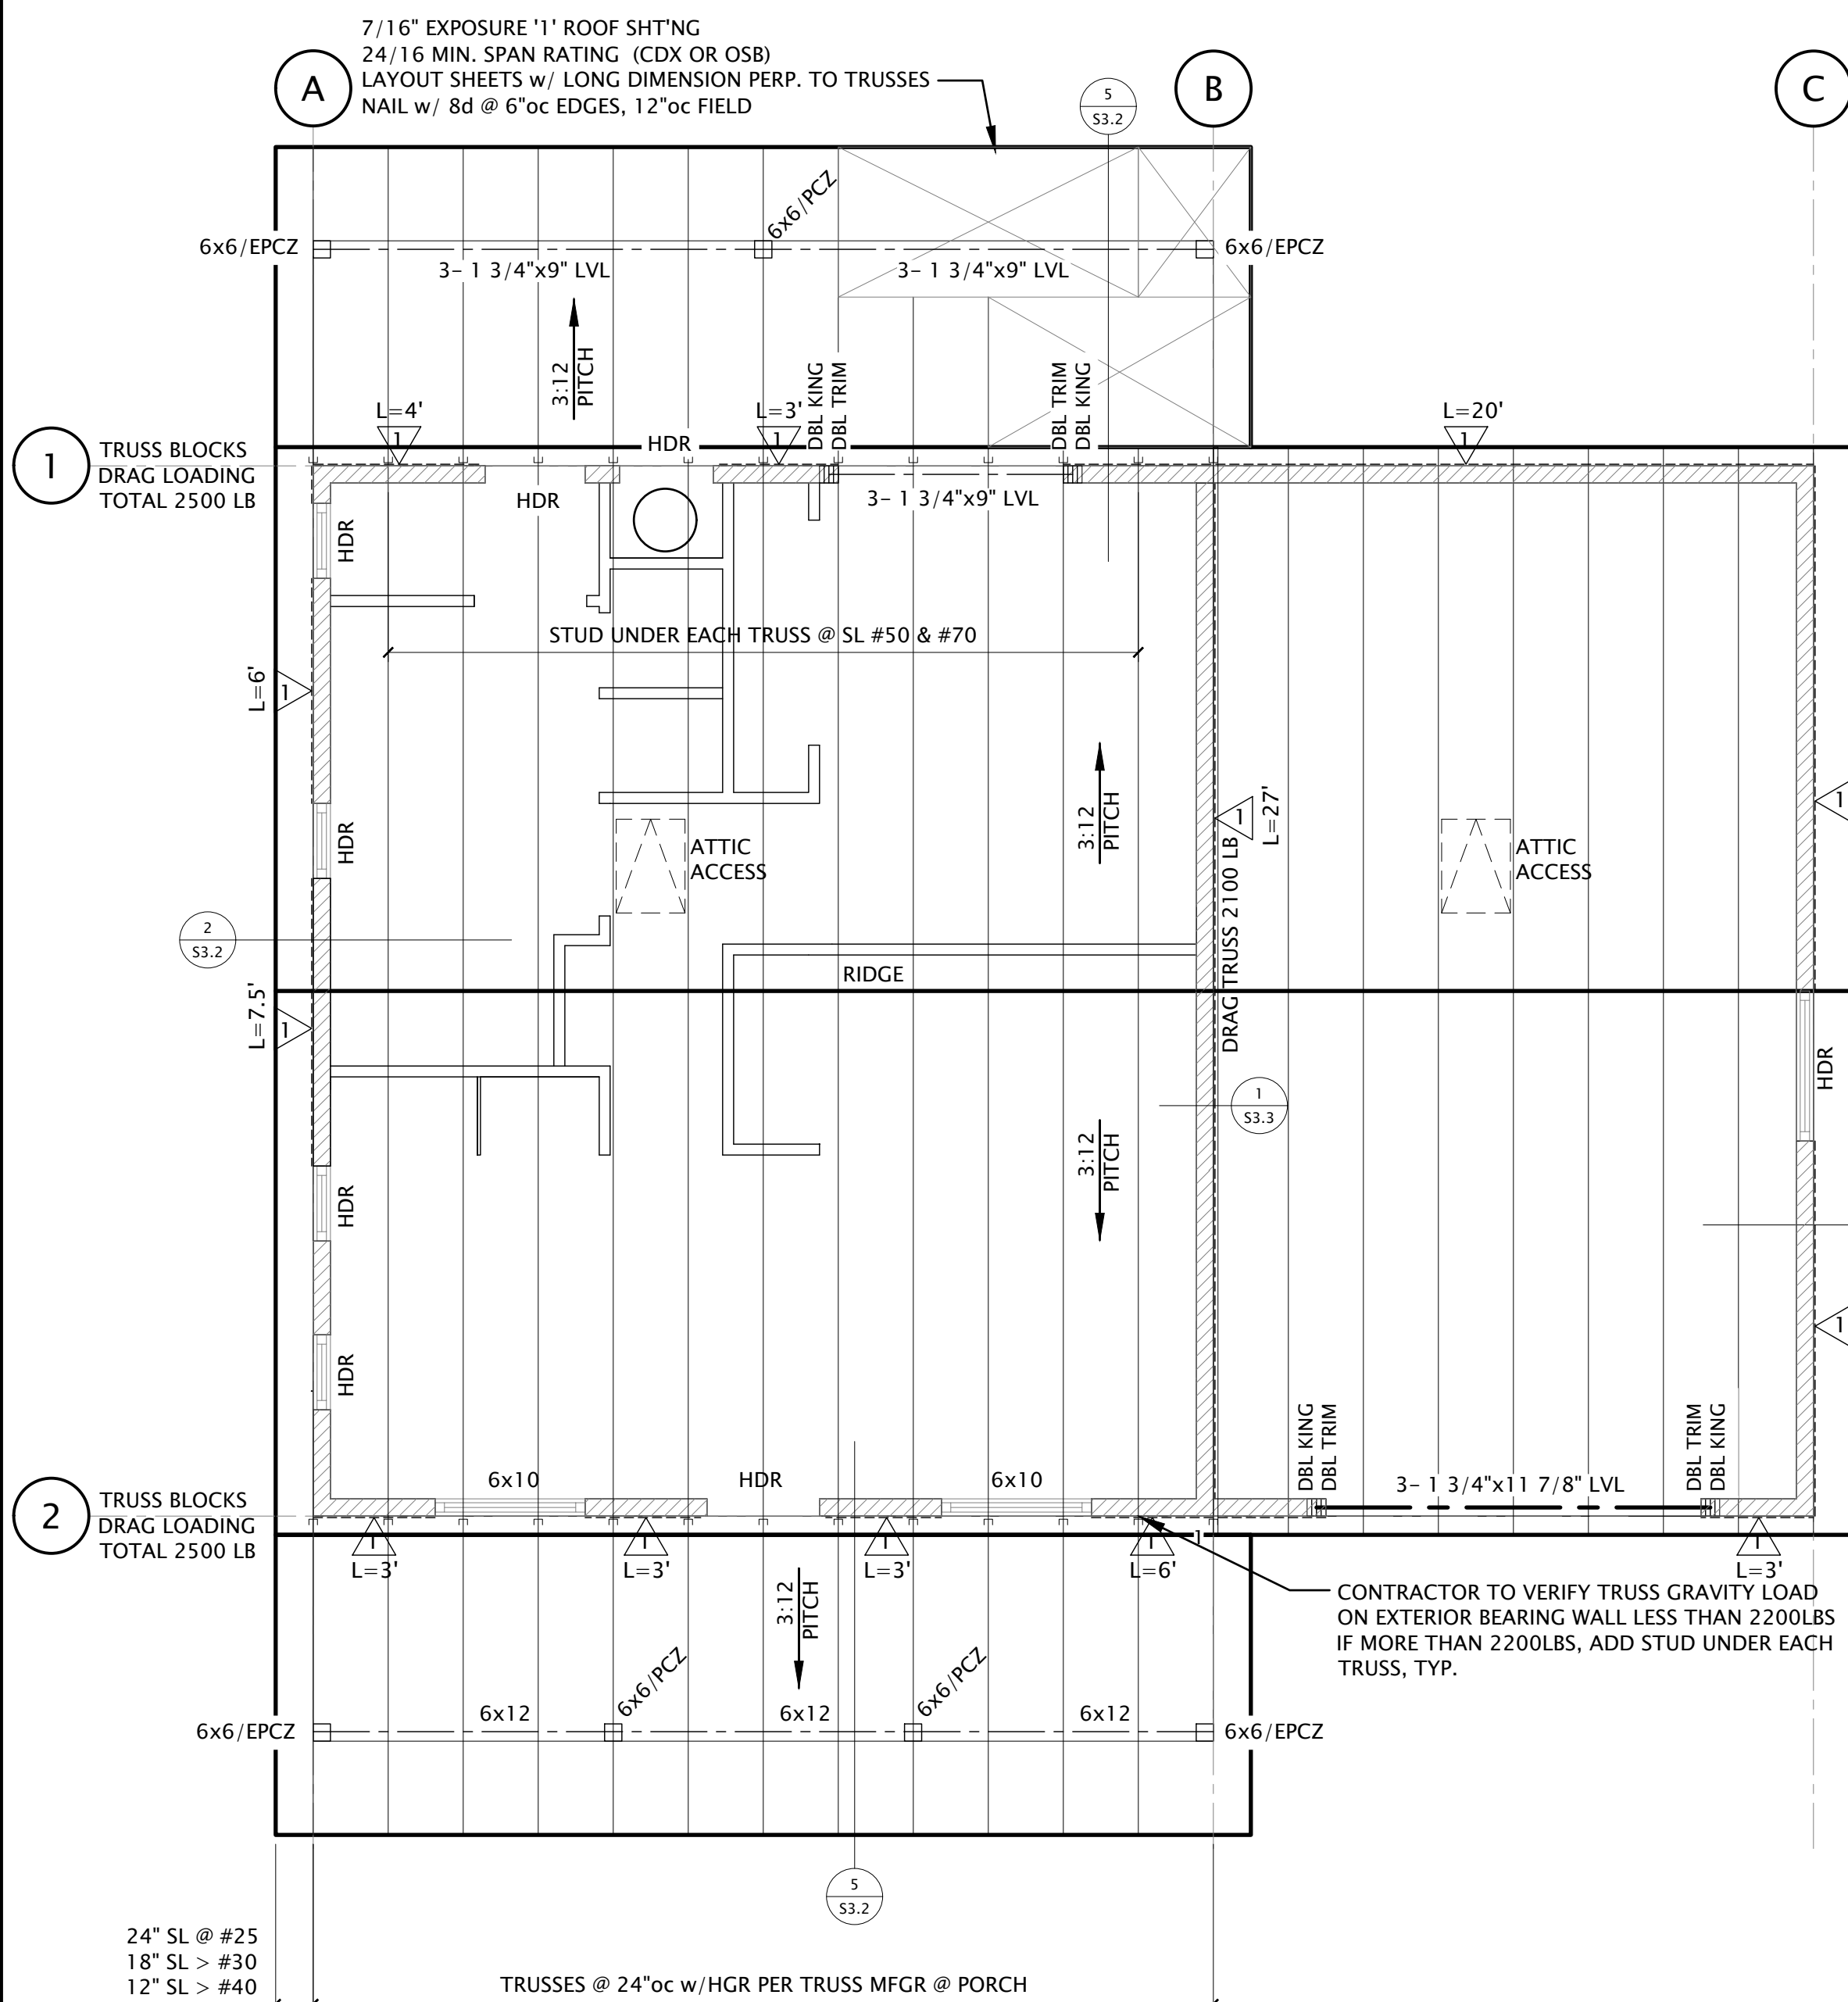 7/16" EXPOSURE '1' ROOF SHT'NG
24/16 MIN. SPAN RATING (CDX OR OSB)
LAYOUT SHEETS w/ LONG DIMENSION PERP. TO TRUSSES
NAIL w/ 8d @ 6"oc EDGES, 12"oc FIELD
A
B
C
5
S3.2
6x6/EPCZ
6x6/PCZ
6x6/EPCZ
3- 1 3/4"x9" LVL
3- 1 3/4"x9" LVL
3:12
PITCH
DBL KING
DBL TRIM
DBL TRIM
DBL KING
L=4'
1
L=3'
1
L=20'
1
1
TRUSS BLOCKS
DRAG LOADING
TOTAL 2500 LB
HDR
HDR
3- 1 3/4"x9" LVL
HDR
STUD UNDER EACH TRUSS @ SL #50 & #70
L=6'
1
1
HDR
ATTIC
ACCESS
3:12
PITCH
1
L=27'
DRAG TRUSS 2100 LB
ATTIC
ACCESS
2
S3.2
RIDGE
L=7.5'
1
HDR
1
S3.3
3:12
PITCH
HDR
1
HDR
DBL KING
DBL TRIM
DBL TRIM
DBL KING
6x10
HDR
6x10
3- 1 3/4"x11 7/8" LVL
2
TRUSS BLOCKS
DRAG LOADING
TOTAL 2500 LB
1
L=3'
1
L=3'
1
L=3'
1
L=6'
1
1
L=3'
3:12
PITCH
CONTRACTOR TO VERIFY TRUSS GRAVITY LOAD
ON EXTERIOR BEARING WALL LESS THAN 2200LBS
IF MORE THAN 2200LBS, ADD STUD UNDER EACH
TRUSS, TYP.
6x6/PCZ
6x6/PCZ
6x6/EPCZ
6x12
6x12
6x12
6x6/EPCZ
5
S3.2
24" SL @ #25
18" SL > #30
12" SL > #40
TRUSSES @ 24"oc w/HGR PER TRUSS MFGR @ PORCH